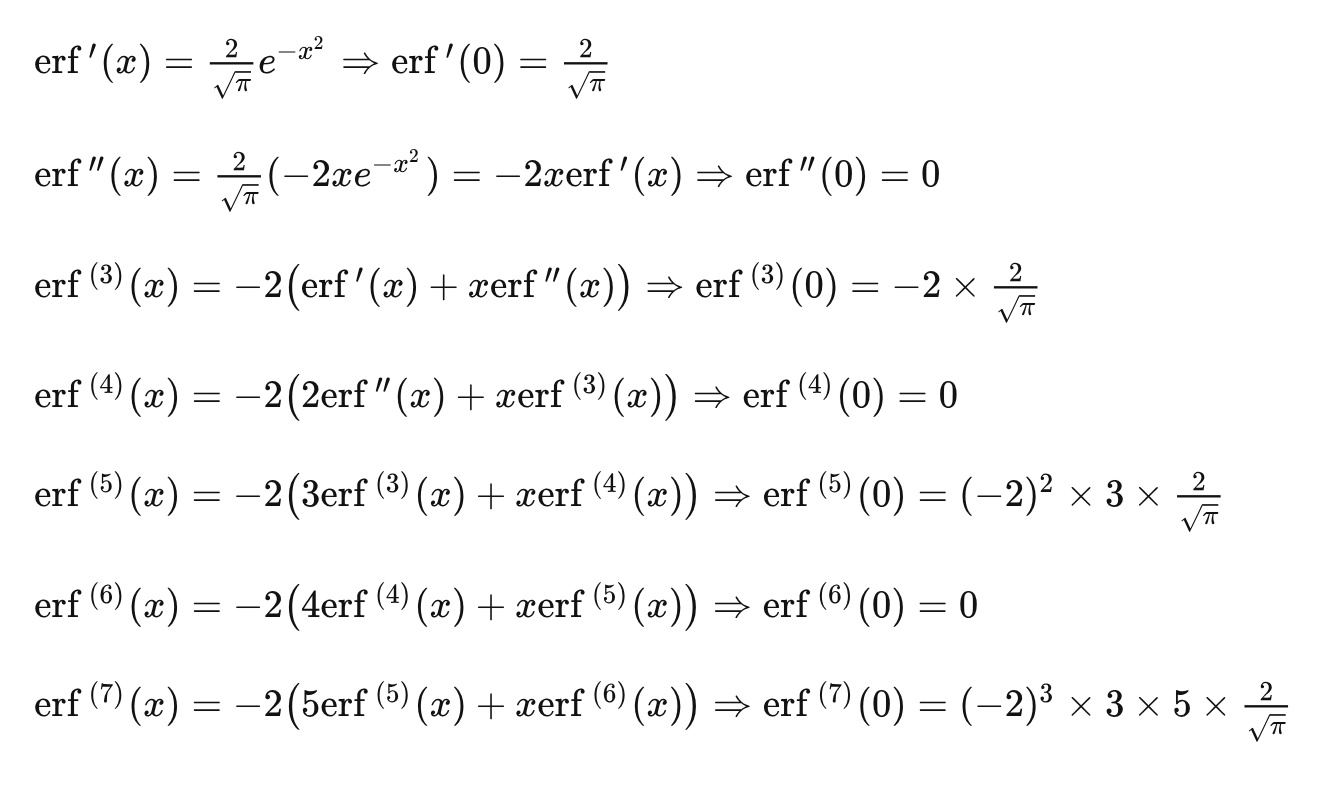 erf ′(x) = 2/√π e^(−x²) ⇒ erf ′(0) = 2/√π
erf ″(x) = 2/√π (−2xe^(−x²)) = −2xerf ′(x) ⇒ erf ″(0) = 0
erf ⁽³⁾(x) = −2(erf ′(x) + xerf ″(x)) ⇒ erf ⁽³⁾(0) = −2 × 2/√π
erf ⁽⁴⁾(x) = −2(2erf ″(x) + xerf ⁽³⁾(x)) ⇒ erf ⁽⁴⁾(0) = 0
erf ⁽⁵⁾(x) = −2(3erf ⁽³⁾(x) + xerf ⁽⁴⁾(x)) ⇒ erf ⁽⁵⁾(0) = (−2)² × 3 × 2/√π
erf ⁽⁶⁾(x) = −2(4erf ⁽⁴⁾(x) + xerf ⁽⁵⁾(x)) ⇒ erf ⁽⁶⁾(0) = 0
erf ⁽⁷⁾(x) = −2(5erf ⁽⁵⁾(x) + xerf ⁽⁶⁾(x)) ⇒ erf ⁽⁷⁾(0) = (−2)³ × 3 × 5 × 2/√π